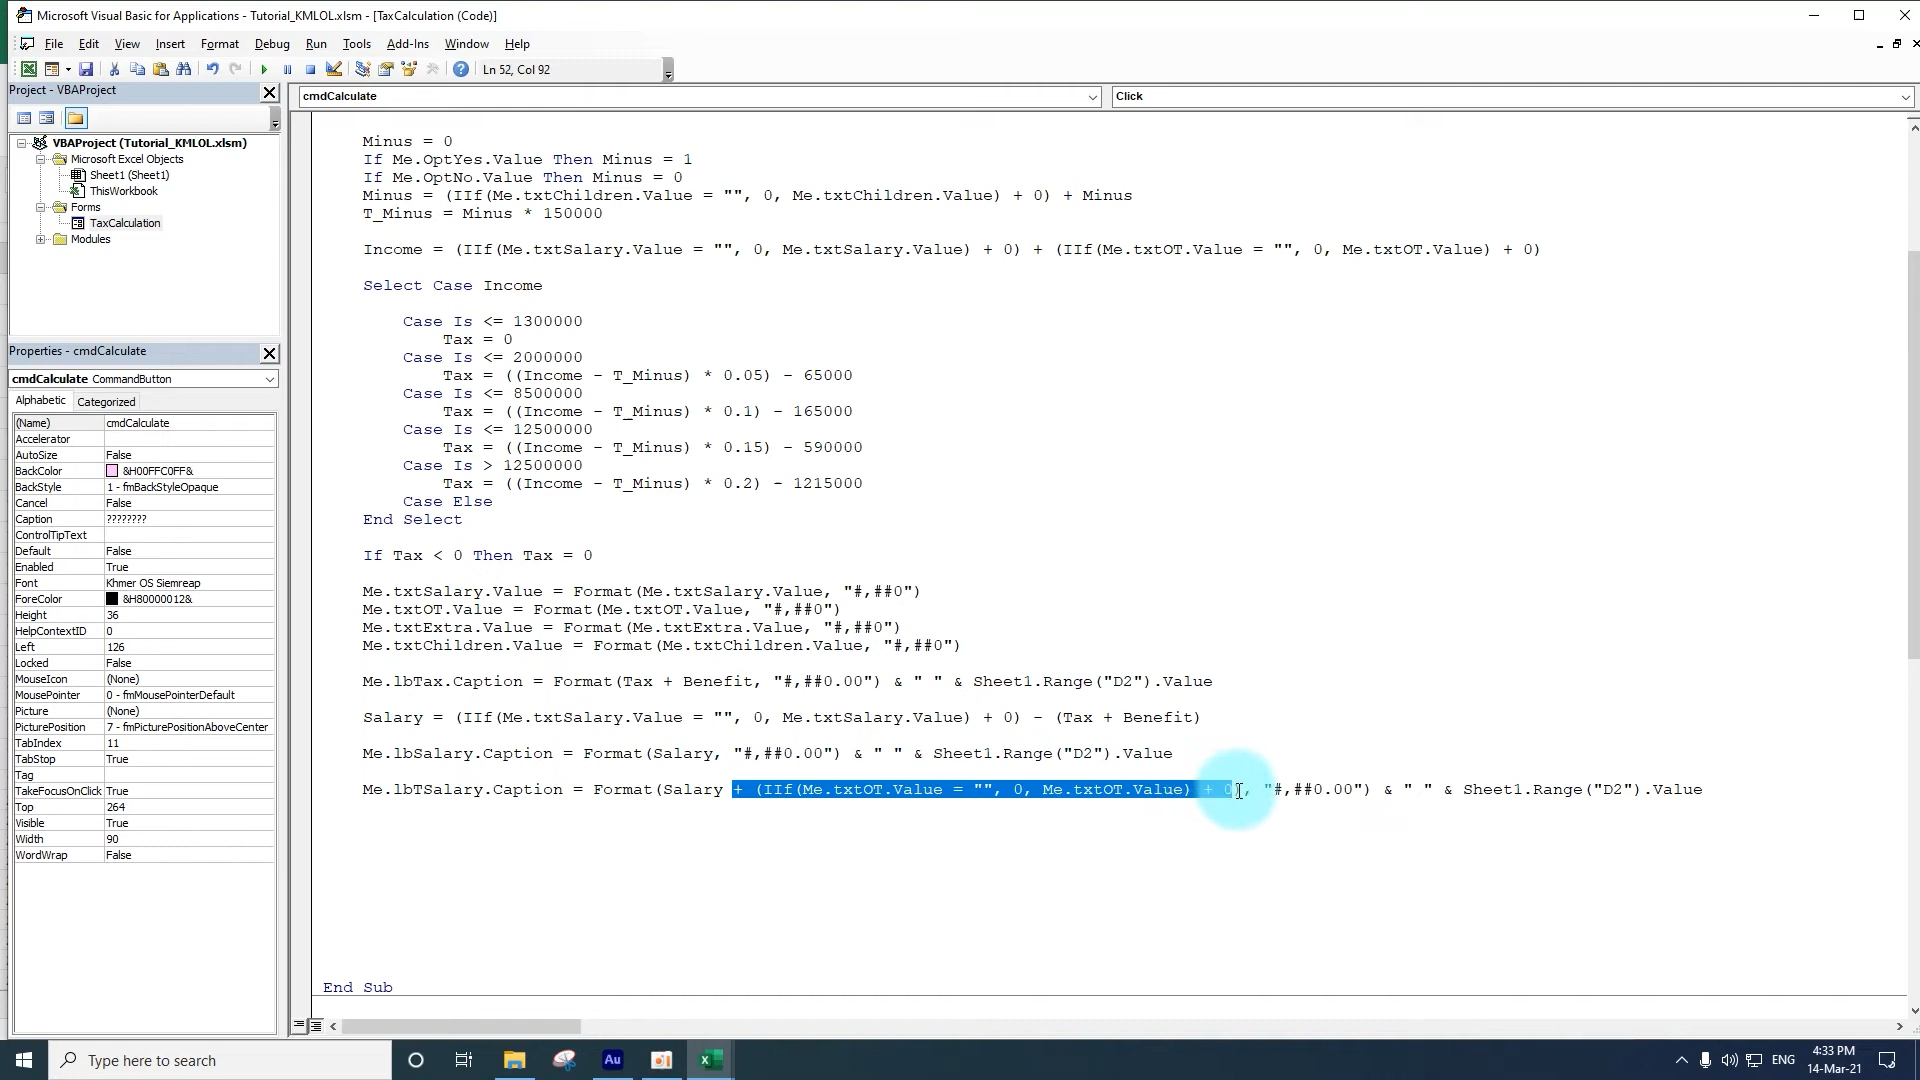 Microsoft Visual Basic for Applications - Tutorial_KMLOL.xlsm - [TaxCalculation (Code)]
File Edit View Insert Format Debug Run Tools Add-Ins Window Help
Ln 52, Col 92
Project - VBAProject
cmdCalculate
Click
VBAProject (Tutorial_KMLOL.xlsm)
Microsoft Excel Objects
Sheet1 (Sheet1)
ThisWorkbook
Forms
TaxCalculation
Modules
Properties - cmdCalculate
cmdCalculate CommandButton
Alphabetic Categorized
(Name) cmdCalculate
Accelerator
AutoSize False
BackColor &H00FFC0FF&
BackStyle 1 - fmBackStyleOpaque
Cancel False
Caption ????????
ControlTipText
Default False
Enabled True
Font Khmer OS Siemreap
ForeColor &H80000012&
Height 36
HelpContextID 0
Left 126
Locked False
MouseIcon (None)
MousePointer 0 - fmMousePointerDefault
Picture (None)
PicturePosition 7 - fmPicturePositionAboveCenter
TabIndex 11
TabStop True
Tag
TakeFocusOnClick True
Top 264
Visible True
Width 90
WordWrap False
Minus = 0
If Me.OptYes.Value Then Minus = 1
If Me.OptNo.Value Then Minus = 0
Minus = (IIf(Me.txtChildren.Value = "", 0, Me.txtChildren.Value) + 0) + Minus
T_Minus = Minus * 150000
Income = (IIf(Me.txtSalary.Value = "", 0, Me.txtSalary.Value) + 0) + (IIf(Me.txtOT.Value = "", 0, Me.txtOT.Value) + 0)
Select Case Income
Case Is <= 1300000
Tax = 0
Case Is <= 2000000
Tax = ((Income - T_Minus) * 0.05) - 65000
Case Is <= 8500000
Tax = ((Income - T_Minus) * 0.1) - 165000
Case Is <= 12500000
Tax = ((Income - T_Minus) * 0.15) - 590000
Case Is > 12500000
Tax = ((Income - T_Minus) * 0.2) - 1215000
Case Else
End Select
If Tax < 0 Then Tax = 0
Me.txtSalary.Value = Format(Me.txtSalary.Value, "#,##0")
Me.txtOT.Value = Format(Me.txtOT.Value, "#,##0")
Me.txtExtra.Value = Format(Me.txtExtra.Value, "#,##0")
Me.txtChildren.Value = Format(Me.txtChildren.Value, "#,##0")
Me.lbTax.Caption = Format(Tax + Benefit, "#,##0.00") & " " & Sheet1.Range("D2").Value
Salary = (IIf(Me.txtSalary.Value = "", 0, Me.txtSalary.Value) + 0) - (Tax + Benefit)
Me.lbSalary.Caption = Format(Salary, "#,##0.00") & " " & Sheet1.Range("D2").Value
Me.lbTSalary.Caption = Format(Salary + (IIf(Me.txtOT.Value = "", 0, Me.txtOT.Value) + 0), "#,##0.00") & " " & Sheet1.Range("D2").Value
End Sub
Type here to search
Au
ENG
4:33 PM
14-Mar-21